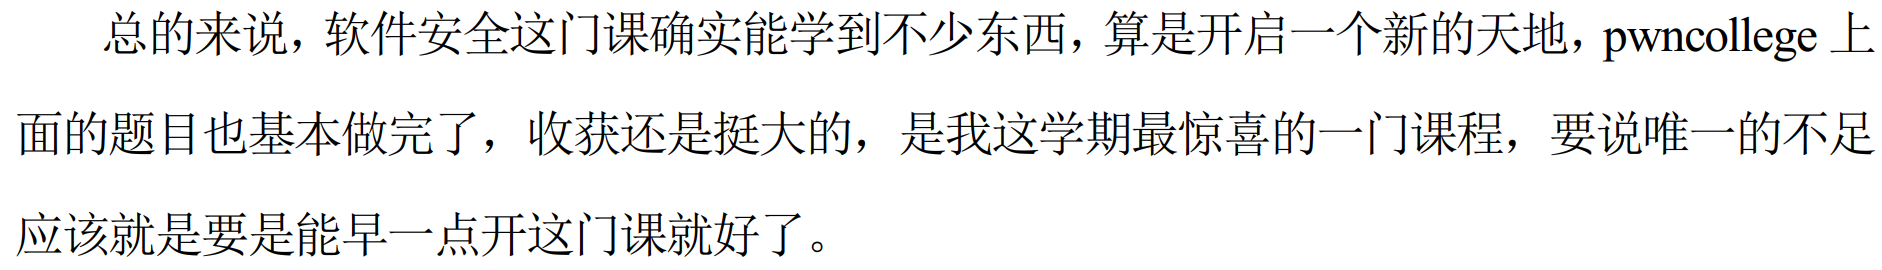 总的来说，软件安全这门课确实能学到不少东西，算是开启一个新的天地，pwncollege 上
面的题目也基本做完了，收获还是挺大的，是我这学期最惊喜的一门课程，要说唯一的不足
应该就是要是能早一点开这门课就好了。